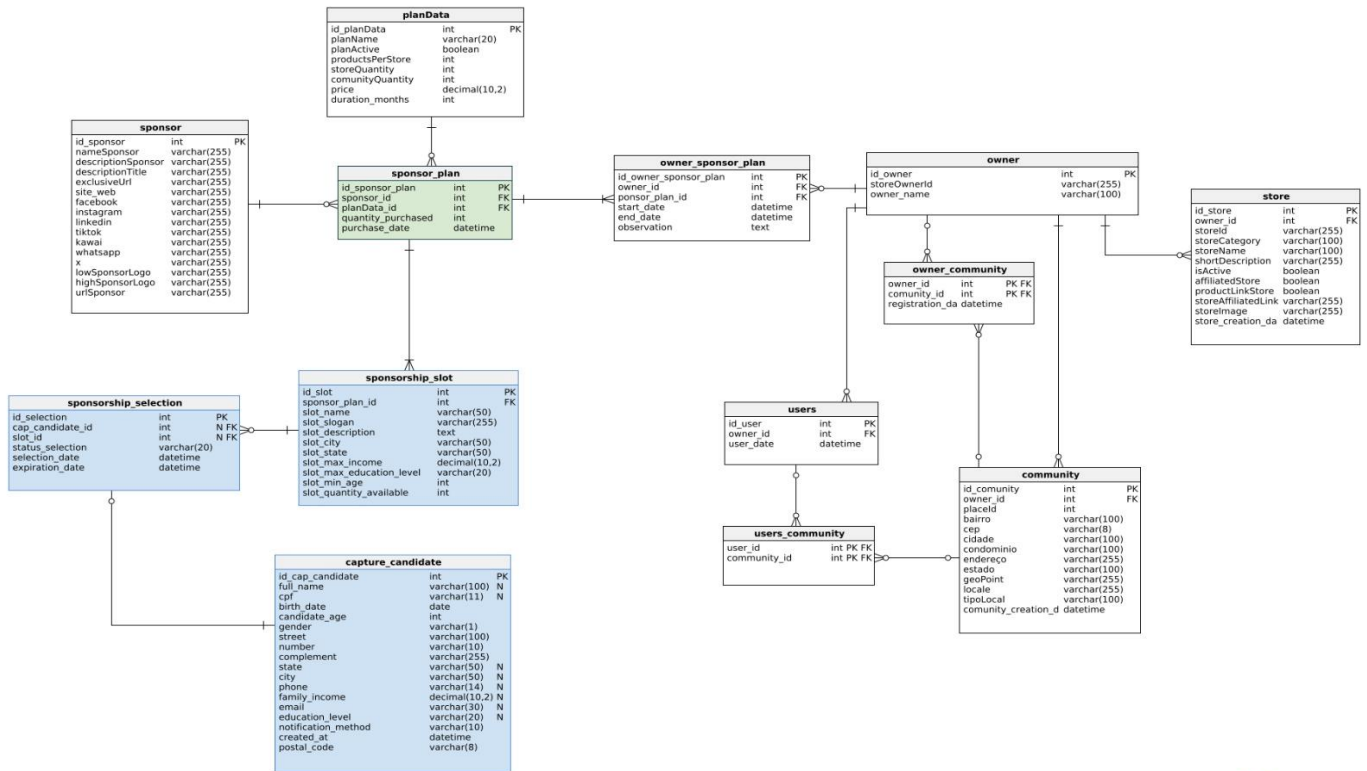 planData
id_planData int PK
planName varchar(20)
planActive boolean
productsPerStore int
storeQuantity int
comunityQuantity int
price decimal(10,2)
duration_months int
sponsor
id_sponsor int PK
nameSponsor varchar(255)
descriptionSponsor varchar(255)
descriptionTitle varchar(255)
exclusiveUrl varchar(255)
site_web varchar(255)
facebook varchar(255)
instagram varchar(255)
linkedin varchar(255)
tiktok varchar(255)
kawai varchar(255)
whatsapp varchar(255)
x varchar(255)
lowSponsorLogo varchar(255)
highSponsorLogo varchar(255)
urlSponsor varchar(255)
sponsor_plan
id_sponsor_plan int PK
sponsor_id int FK
planData_id int FK
quantity_purchased int
purchase_date datetime
owner_sponsor_plan
id_owner_sponsor_plan int PK
owner_id int FK
ponsor_plan_id int FK
start_date datetime
end_date datetime
observation text
owner
id_owner int PK
storeOwnerId varchar(255)
owner_name varchar(100)
store
id_store int PK
owner_id int FK
storeId varchar(255)
storeCategory varchar(100)
storeName varchar(100)
shortDescription varchar(255)
isActive boolean
affiliatedStore boolean
productLinkStore boolean
storeAffiliatedLink varchar(255)
storeImage varchar(255)
store_creation_da datetime
owner_community
owner_id int PK FK
comunity_id int PK FK
registration_da datetime
sponsorship_selection
id_selection int PK
cap_candidate_id int N FK
slot_id int N FK
status_selection varchar(20)
selection_date datetime
expiration_date datetime
sponsorship_slot
id_slot int PK
sponsor_plan_id int FK
slot_name varchar(50)
slot_slogan varchar(255)
slot_description text
slot_city varchar(50)
slot_state varchar(50)
slot_max_income decimal(10,2)
slot_max_education_level varchar(20)
slot_min_age int
slot_quantity_available int
users
id_user int PK
owner_id int FK
user_date datetime
users_community
user_id int PK FK
community_id int PK FK
community
id_comunity int PK
owner_id int FK
placeId int
bairro varchar(100)
cep varchar(8)
cidade varchar(100)
condominio varchar(100)
endereço varchar(255)
estado varchar(100)
geoPoint varchar(255)
locale varchar(255)
tipoLocal varchar(100)
comunity_creation_d datetime
capture_candidate
id_cap_candidate int PK
full_name varchar(100) N
cpf varchar(11) N
birth_date date
candidate_age int
gender varchar(1)
street varchar(100)
number varchar(10)
complement varchar(255)
state varchar(50) N
city varchar(50) N
phone varchar(14) N
family_income decimal(10,2) N
email varchar(30) N
education_level varchar(20) N
notification_method varchar(10)
created_at datetime
postal_code varchar(8)